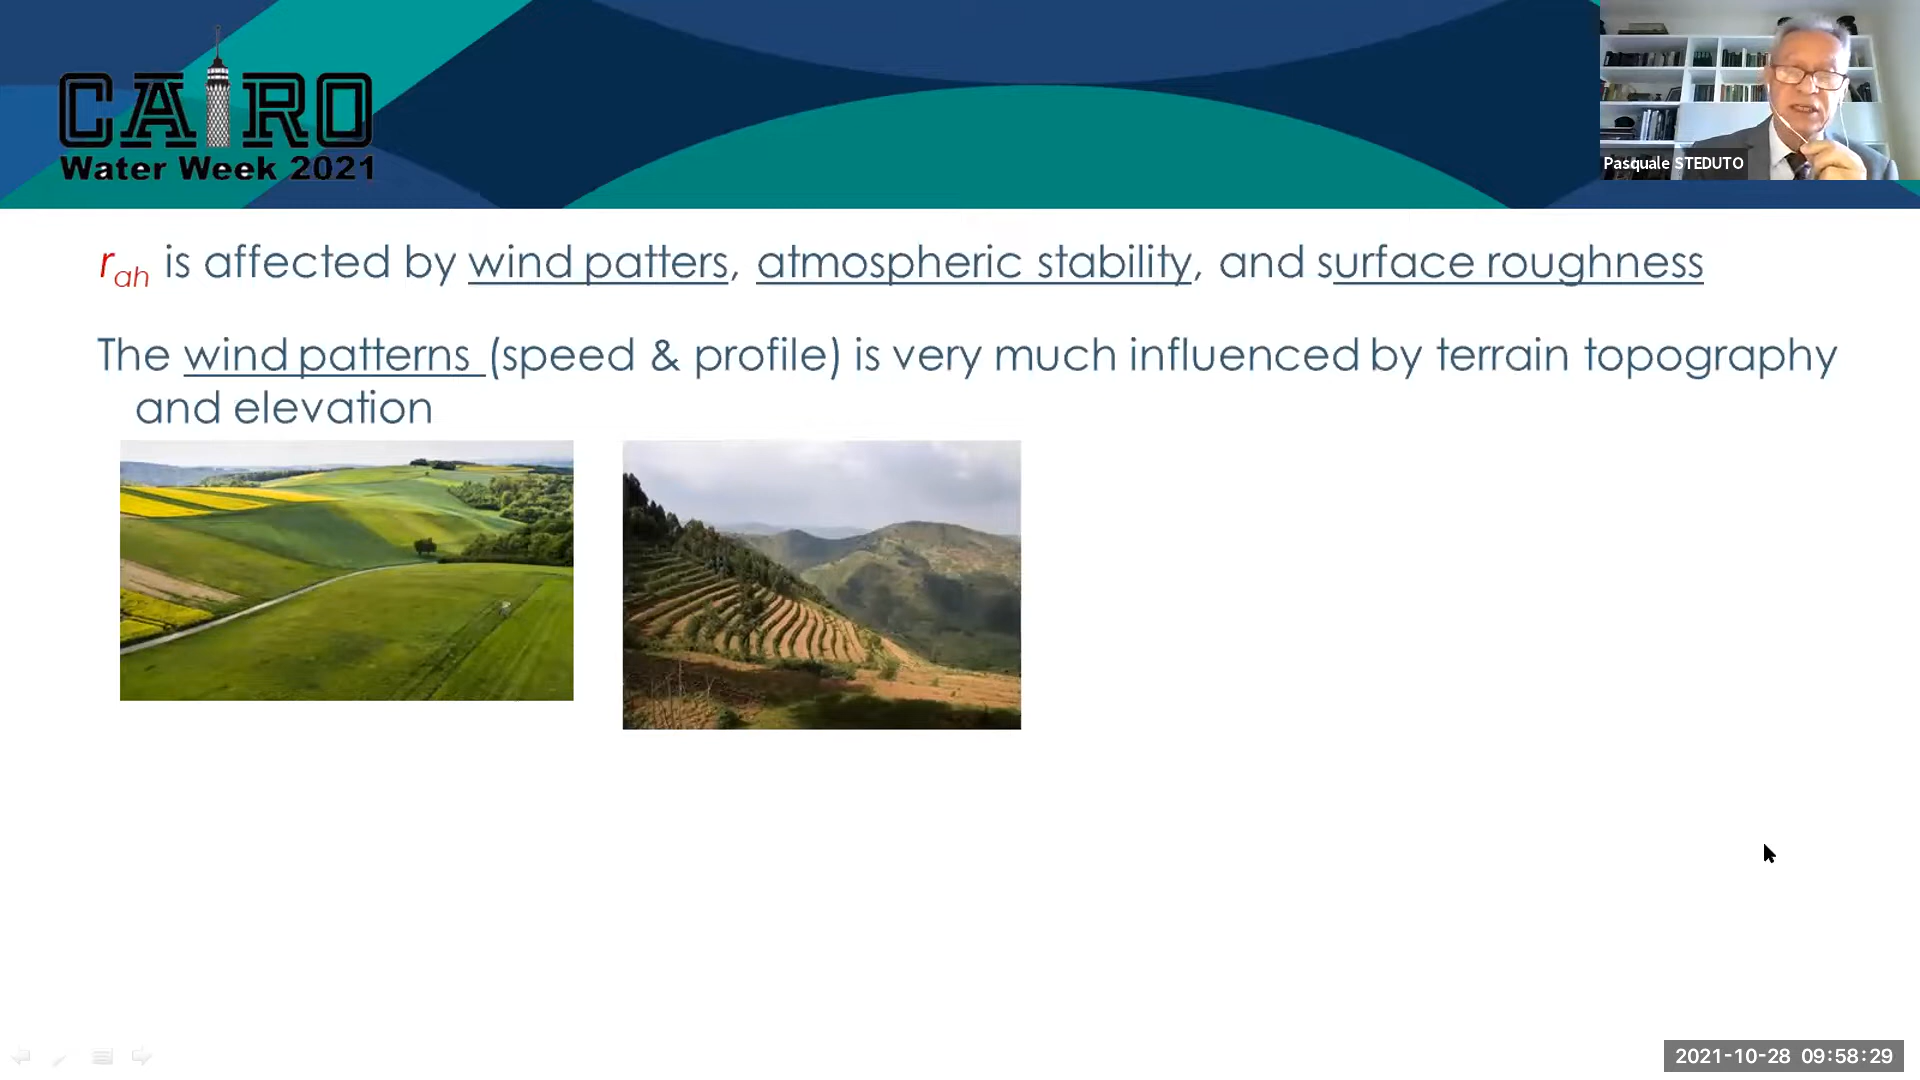 CAIRO
Water Week 2021
Pasquale STEDUTO
rah is affected by wind patters, atmospheric stability, and surface roughness
The wind patterns (speed & profile) is very much influenced by terrain topography
and elevation
2021-10-28 09:58:29